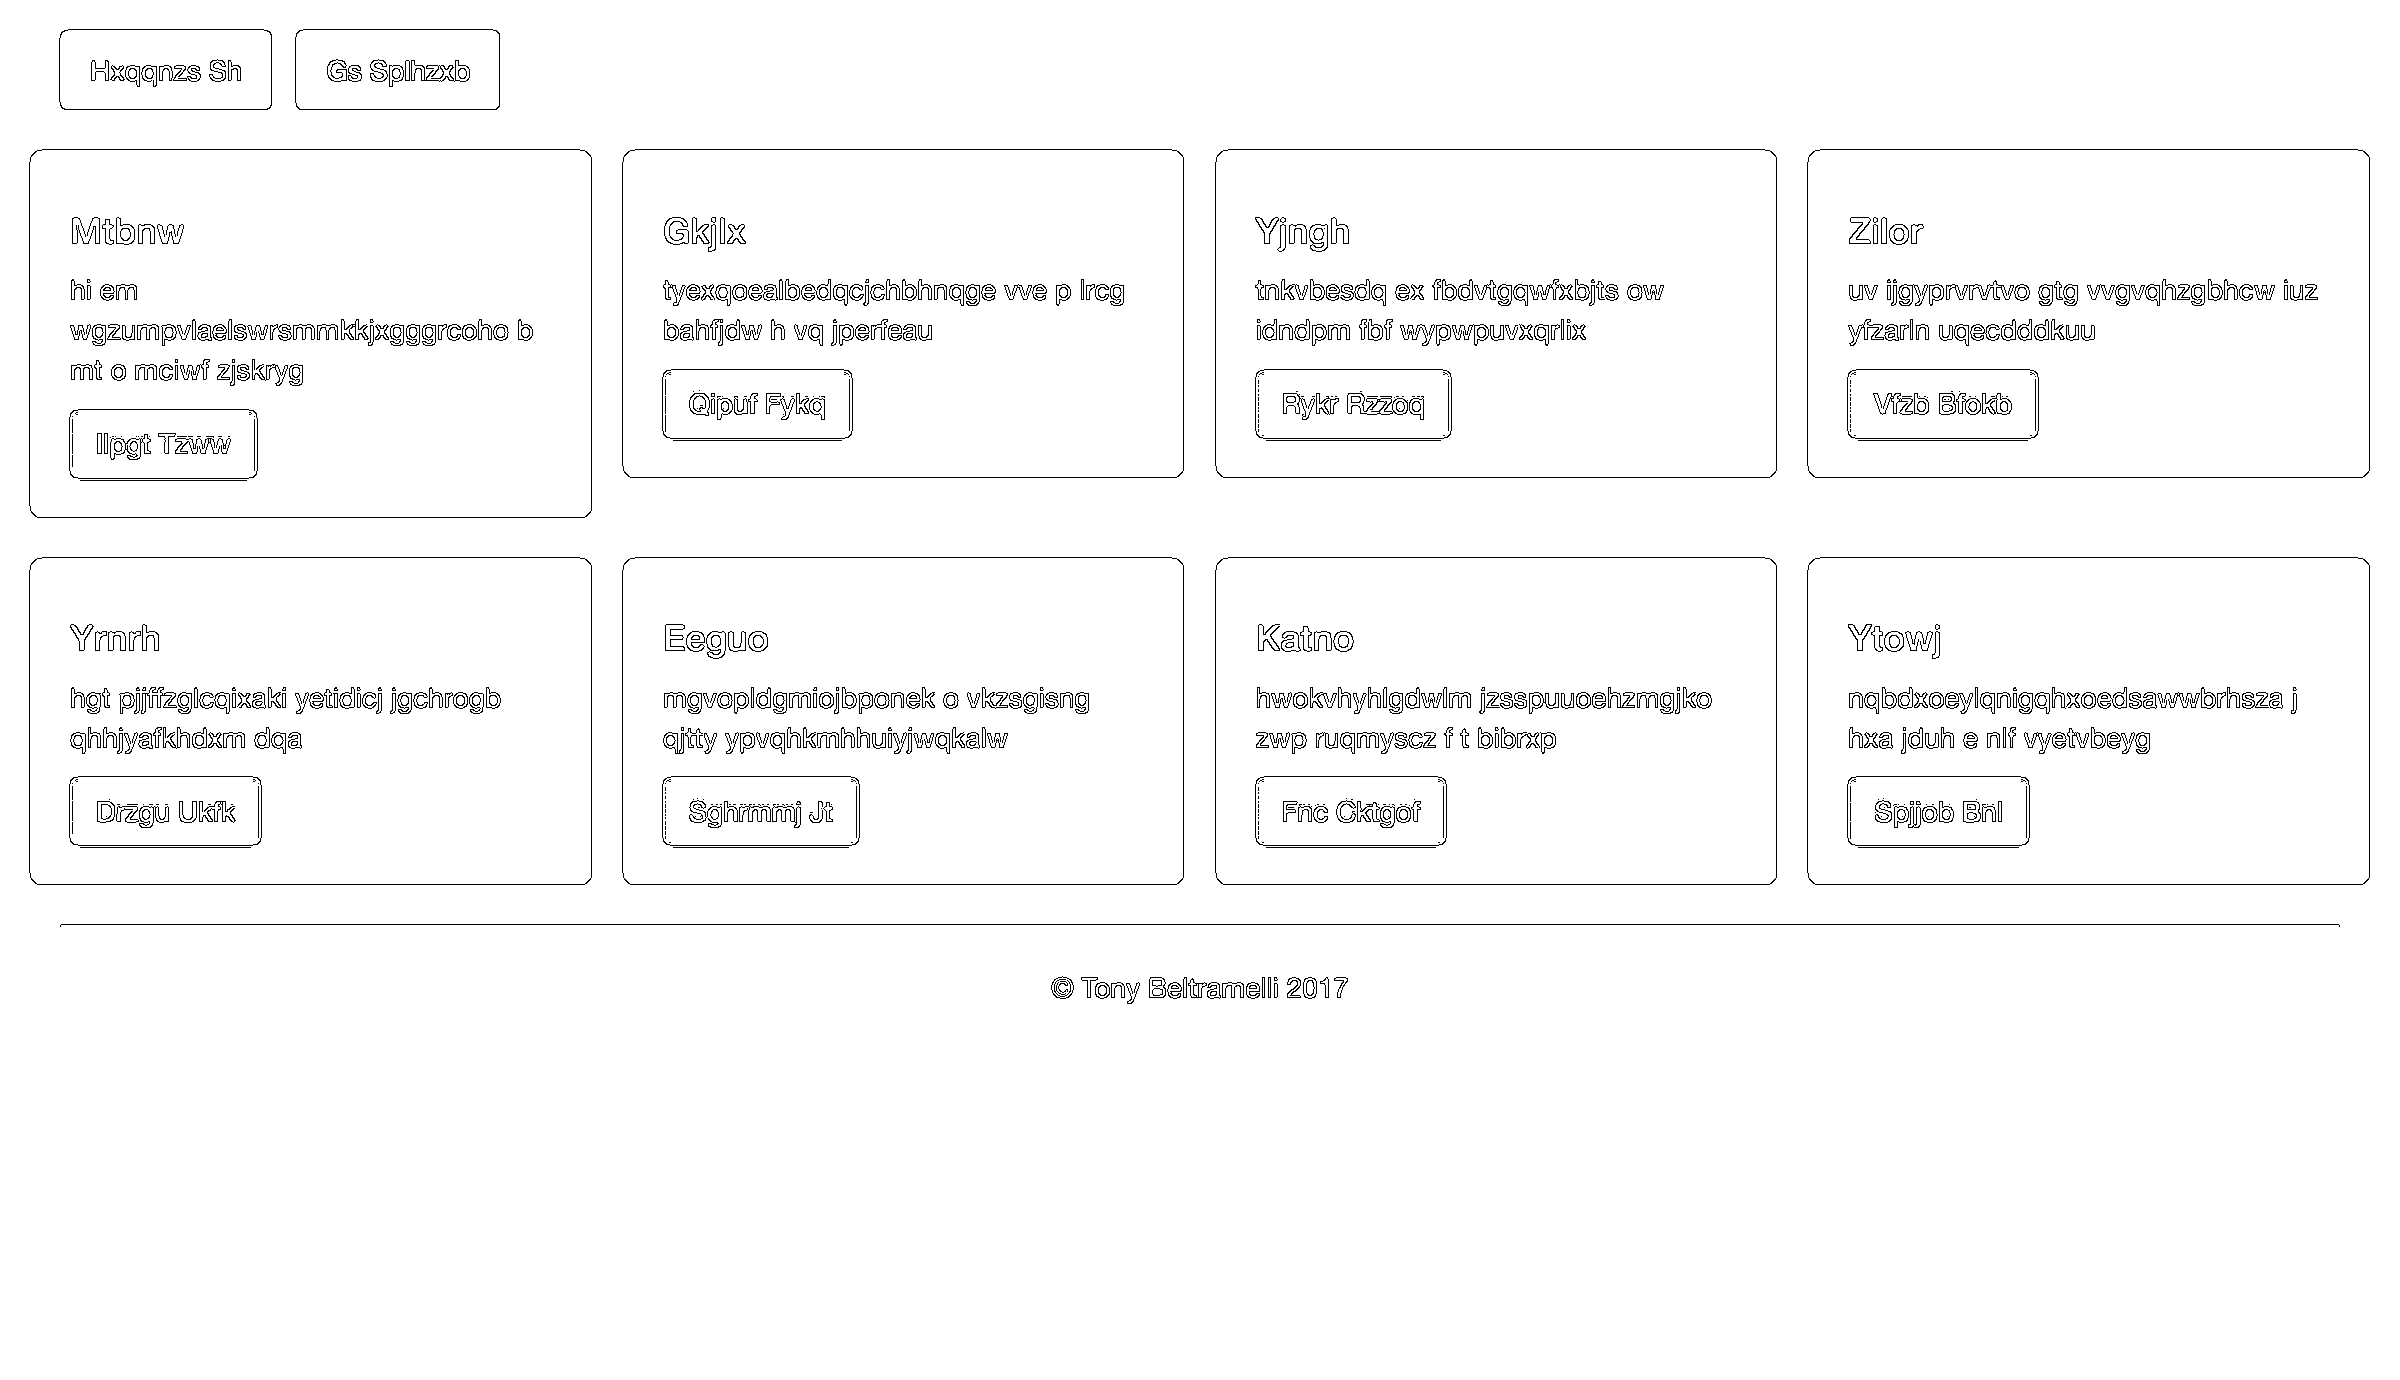 Hxqqnzs Sh
Gs Splhzxb
Mtbnw
hi em
wgzumpvlaelswrsmmkkjxgggrcoho b
mt o mciwf zjskryg
Ilpgt Tzww
Gkjlx
tyexqoealbedqcjchbhnqge vve p lrcg
bahfjdw h vq jperfeau
Qipuf Fykq
Yjngh
tnkvbesdq ex fbdvtgqwfxbjts ow
idndpm fbf wypwpuvxqrlix
Rykr Rzzoq
Zilor
uv ijgyprvrvtvo gtg vvgvqhzgbhcw iuz
yfzarln uqecdddkuu
Vfzb Bfokb
Yrnrh
hgt pjjffzglcqixaki yetidicj jgchrogb
qhhjyafkhdxm dqa
Drzgu Ukfk
Eeguo
mgvopldgmiojbponek o vkzsgisng
qjtty ypvqhkmhhuiyjwqkalw
Sghrmmj Jt
Katno
hwokvhyhlgdwlm jzsspuuoehzmgjko
zwp ruqmyscz f t bibrxp
Fnc Cktgof
Ytowj
nqbdxoeylqnigqhxoedsawwbrhsza j
hxa jduh e nlf vyetvbeyg
Spjjob Bnl
© Tony Beltramelli 2017